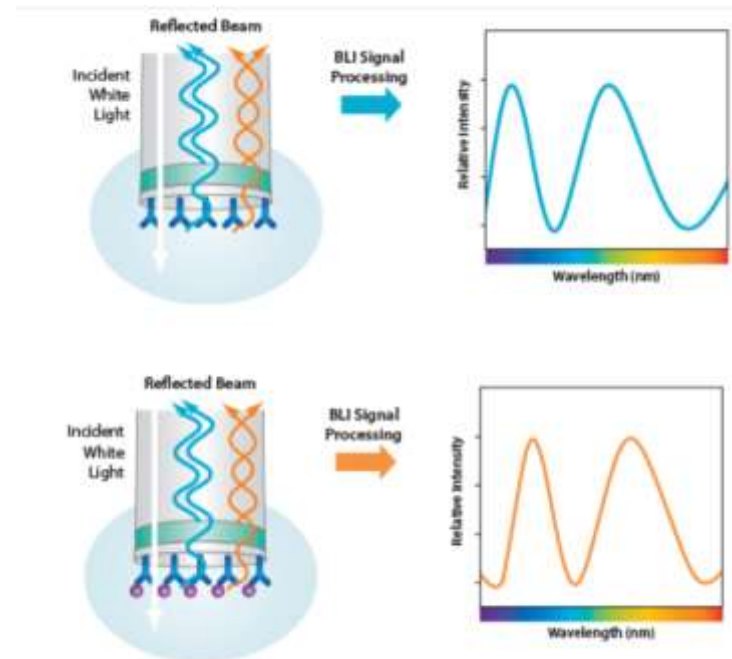 Reflected Beam
Incident
White
Light
BLI Signal
Processing
Relative Intensity
Wavelength (nm)
Reflected Beam
Incident
White
Light
BLI Signal
Processing
Relative Intensity
Wavelength (nm)